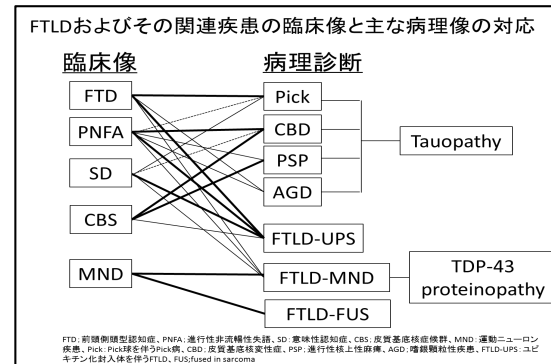 FTLDおよびその関連疾患の臨床像と主な病理像の対応
臨床像
病理診断
FTD
PNFA
SD
CBS
MND
Pick
CBD
PSP
AGD
FTLD-UPS
FTLD-MND
FTLD-FUS
Tauopathy
TDP-43
proteinopathy
FTD: 前頭側頭型認知症、PNFA; 進行性非流暢性失語、SD: 意味性認知症、CBS; 皮質基底核症候群、MND: 運動ニューロン
疾患、Pick: Pick球を伴うPick病、CBD: 皮質基底核変性症、PSP; 進行性核上性麻痺、AGD; 嗜銀顆粒性疾患、FTLD-UPS: ユビ
キチン化封入体を伴うFTLD、FUS;fused in sarcoma